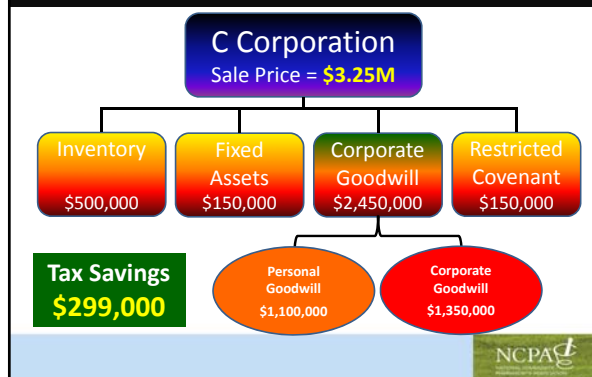 C Corporation
Sale Price = $3.25M
Inventory
$500,000
Fixed
Assets
$150,000
Corporate
Goodwill
$2,450,000
Restricted
Covenant
$150,000
Tax Savings
$299,000
Personal
Goodwill
$1,100,000
Corporate
Goodwill
$1,350,000
NCPA